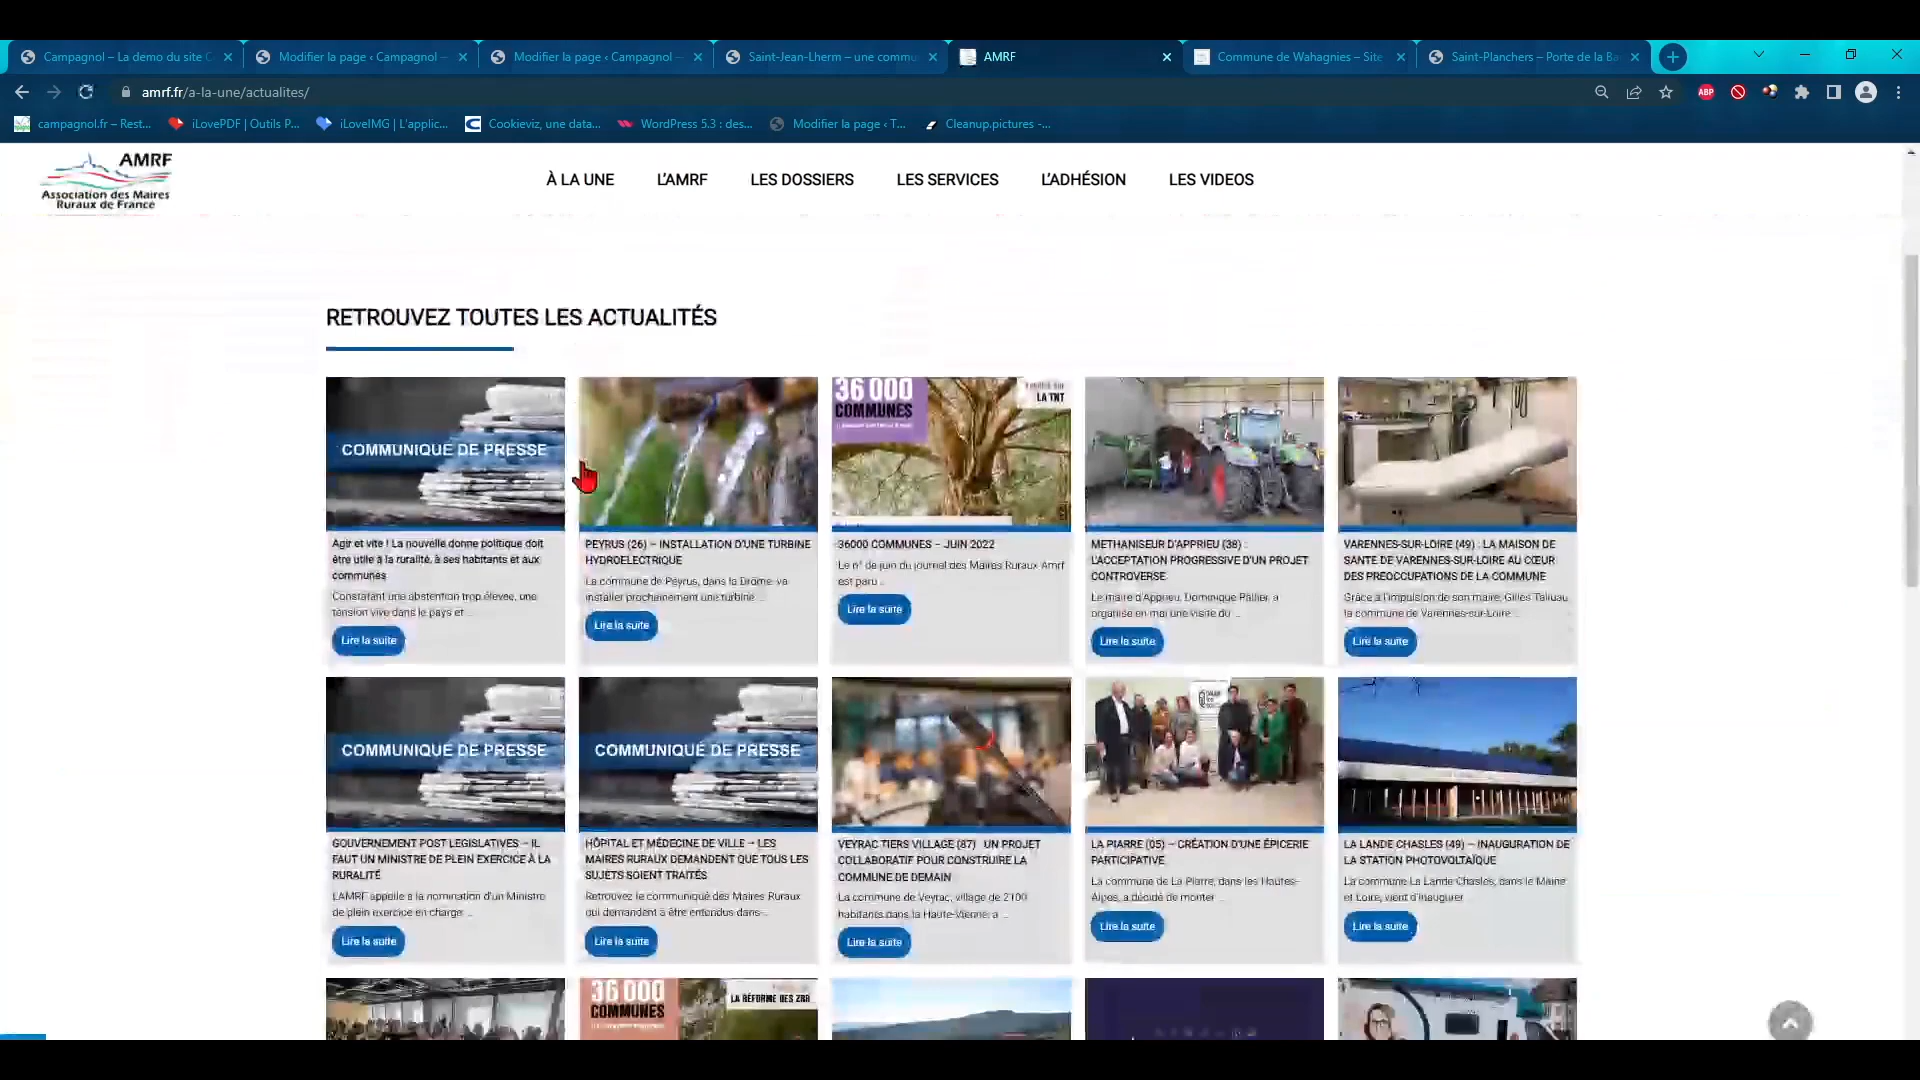 Campagnol – La demo du site C
Modifier la page ‹ Campagnol –
Modifier la page ‹ Campagnol –
Saint-Jean-Lherm – une commu
AMRF
Commune de Wahagnies – Site
Saint-Planchers – Porte de la Ba
amrf.fr/a-la-une/actualites/
ABP
campagnol.fr – Rest...
iLovePDF | Outils P...
iLoveIMG | L'applic...
Cookieviz, une data...
WordPress 5.3 : des...
Modifier la page ‹ T...
Cleanup.pictures -...
AMRF
Association des Maires
Ruraux de France
À LA UNE
L'AMRF
LES DOSSIERS
LES SERVICES
L'ADHÉSION
LES VIDEOS
RETROUVEZ TOUTES LES ACTUALITÉS
COMMUNIQUÉ DE PRESSE
Agir et vite ! La nouvelle donne politique doit
être utile à la ruralité, à ses habitants et aux
communes
Constatant une abstention trop élevée, une
tension vive dans le pays et ...
Lire la suite
PEYRUS (26) – INSTALLATION D'UNE TURBINE
HYDROELECTRIQUE
La commune de Peyrus, dans la Drôme va
installer prochainement une turbine ...
Lire la suite
36 000
COMMUNES
LA TNT
36000 COMMUNES – JUIN 2022
Le n° de juin du journal des Maires Ruraux Amrf
est paru ...
Lire la suite
METHANISEUR D'APPRIEU (38) :
L'ACCEPTATION PROGRESSIVE D'UN PROJET
CONTROVERSE
Le maire d'Apprieu, Dominique Pallier, a
organisé en mai une visite du ...
Lire la suite
VARENNES-SUR-LOIRE (49) : LA MAISON DE
SANTE DE VARENNES-SUR-LOIRE AU CŒUR
DES PREOCCUPATIONS DE LA COMMUNE
Grâce à l'impulsion de son maire, Gilles Talluau,
la commune de Varennes-sur-Loire ...
Lire la suite
COMMUNIQUÉ DE PRESSE
GOUVERNEMENT POST LEGISLATIVES – IL
FAUT UN MINISTRE DE PLEIN EXERCICE À LA
RURALITÉ
L'AMRF appelle à la nomination d'un Ministre
de plein exercice en charge ...
Lire la suite
COMMUNIQUÉ DE PRESSE
HÔPITAL ET MÉDECINE DE VILLE – LES
MAIRES RURAUX DEMANDENT QUE TOUS LES
SUJETS SOIENT TRAITÉS
Retrouvez le communiqué des Maires Ruraux
qui demandent à être entendus dans ...
Lire la suite
VEYRAC TIERS VILLAGE (87) UN PROJET
COLLABORATIF POUR CONSTRUIRE LA
COMMUNE DE DEMAIN
La commune de Veyrac, village de 2100
habitants dans la Haute-Vienne, a ...
Lire la suite
LA PIARRE (05) – CRÉATION D'UNE ÉPICERIE
PARTICIPATIVE
La commune de La Piarre, dans les Hautes-
Alpes, a décidé de monter ...
Lire la suite
LA LANDE CHASLES (49) – INAUGURATION DE
LA STATION PHOTOVOLTAÏQUE
La commune La Lande Chasles, dans le Maine
et Loire, vient d'inaugurer ...
Lire la suite
36 000
COMMUNES
LA RÉFORME DES ZRR